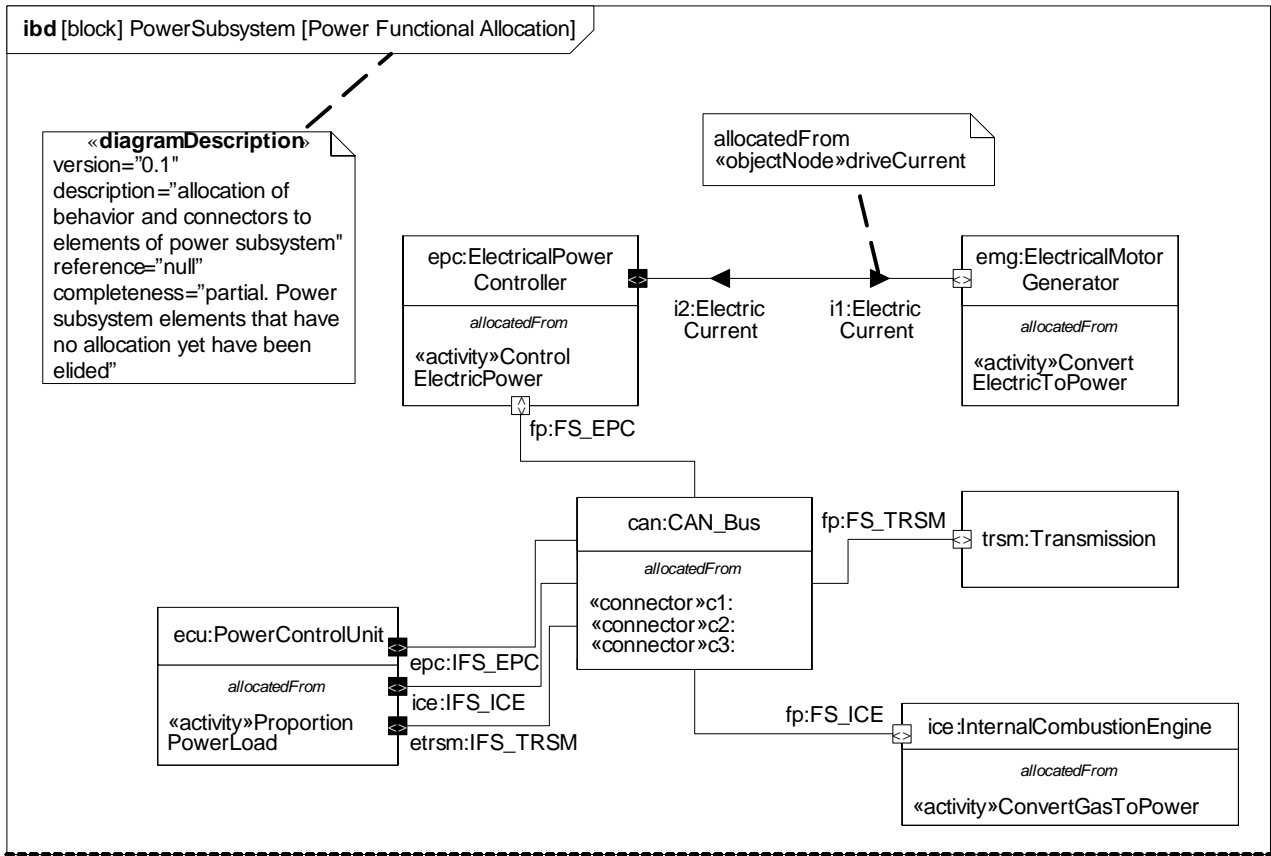 ibd [block] PowerSubsystem [Power Functional Allocation]
«diagramDescription»
version="0.1"
description="allocation of
behavior and connectors to
elements of power subsystem"
reference="null"
completeness="partial. Power
subsystem elements that have
no allocation yet have been
elided"
allocatedFrom
«objectNode»driveCurrent
epc:ElectricalPower
Controller
allocatedFrom
«activity»Control
ElectricPower
i2:Electric
Current
i1:Electric
Current
emg:ElectricalMotor
Generator
allocatedFrom
«activity»Convert
ElectricToPower
fp:FS_EPC
can:CAN_Bus
allocatedFrom
«connector»c1:
«connector»c2:
«connector»c3:
fp:FS_TRSM
trsm:Transmission
ecu:PowerControlUnit
allocatedFrom
«activity»Proportion
PowerLoad
epc:IFS_EPC
ice:IFS_ICE
etrsm:IFS_TRSM
fp:FS_ICE
ice:InternalCombustionEngine
allocatedFrom
«activity»ConvertGasToPower